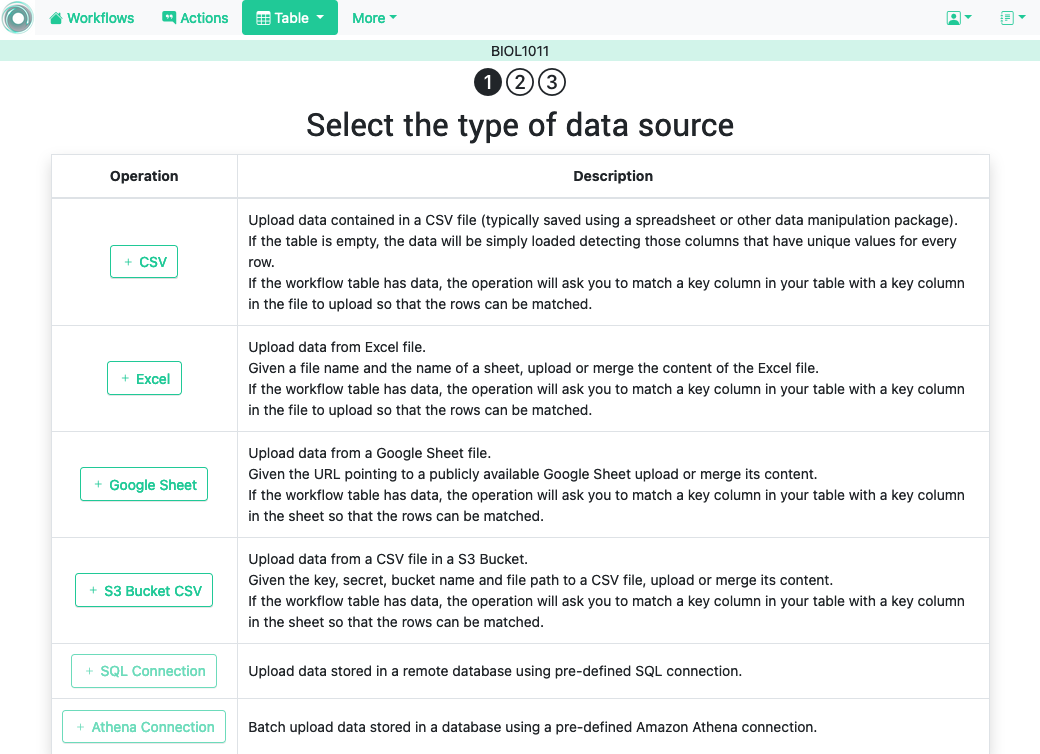 Workflows Actions Table More
BIOL1011
1 2 3
Select the type of data source
Operation Description
Upload data contained in a CSV file (typically saved using a spreadsheet or other data manipulation package).
If the table is empty, the data will be simply loaded detecting those columns that have unique values for every
row.
+ CSV
If the workflow table has data, the operation will ask you to match a key column in your table with a key column
in the file to upload so that the rows can be matched.
Upload data from Excel file.
Given a file name and the name of a sheet, upload or merge the content of the Excel file.
+ Excel
If the workflow table has data, the operation will ask you to match a key column in your table with a key column
in the file to upload so that the rows can be matched.
Upload data from a Google Sheet file.
Given the URL pointing to a publicly available Google Sheet upload or merge its content.
+ Google Sheet
If the workflow table has data, the operation will ask you to match a key column in your table with a key column
in the sheet so that the rows can be matched.
Upload data from a CSV file in a S3 Bucket.
Given the key, secret, bucket name and file path to a CSV file, upload or merge its content.
+ S3 Bucket CSV
If the workflow table has data, the operation will ask you to match a key column in your table with a key column
in the sheet so that the rows can be matched.
+ SQL Connection Upload data stored in a remote database using pre-defined SQL connection.
+ Athena Connection Batch upload data stored in a database using a pre-defined Amazon Athena connection.